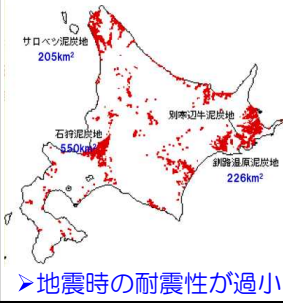 サロベツ泥炭地
205km²
別寒辺牛泥炭地
石狩泥炭地
550km²
釧路湿原泥炭地
226km²
➢地震時の耐震性が過小